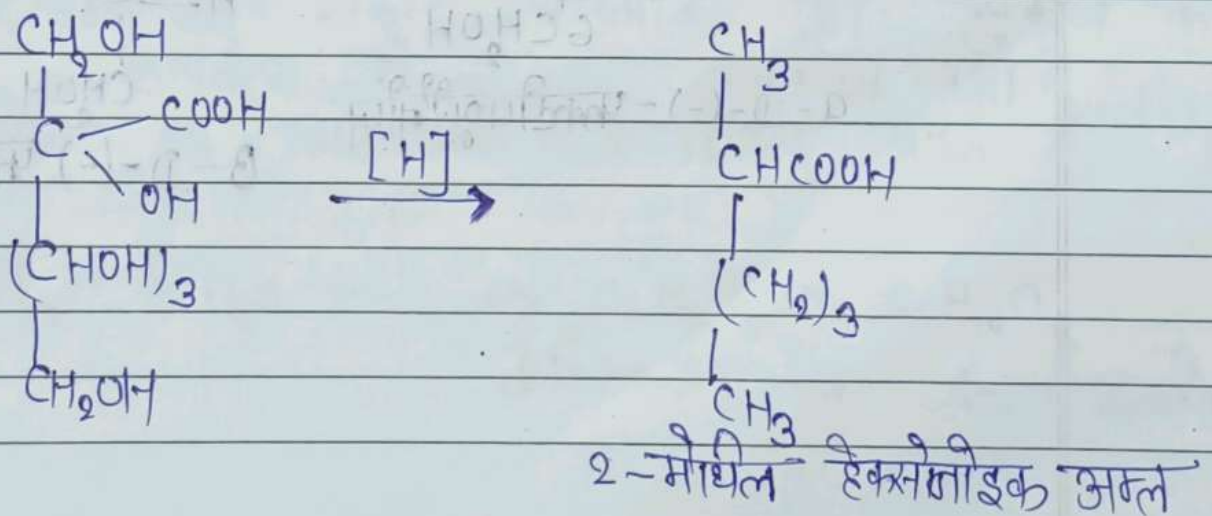 CH₂OH CH₃
C COOH CHCOOH
OH [H]
(CHOH)₃ (CH₂)₃
CH₂OH CH₃
2-मेथिल हेक्सेनोइक अम्ल